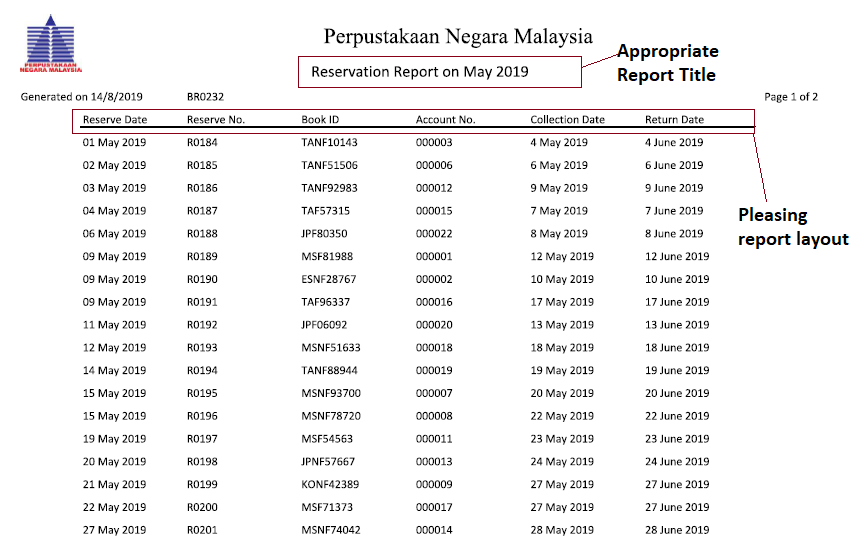 PERPUSTAKAAN
NEGARA MALAYSIA
Perpustakaan Negara Malaysia
Reservation Report on May 2019
Appropriate
Report Title
Generated on 14/8/2019 BR0232 Page 1 of 2
Reserve Date Reserve No. Book ID Account No. Collection Date Return Date
01 May 2019 R0184 TANF10143 000003 4 May 2019 4 June 2019
02 May 2019 R0185 TANF51506 000006 6 May 2019 6 June 2019
03 May 2019 R0186 TANF92983 000012 9 May 2019 9 June 2019
04 May 2019 R0187 TAF57315 000015 7 May 2019 7 June 2019
06 May 2019 R0188 JPF80350 000022 8 May 2019 8 June 2019
Pleasing
report layout
09 May 2019 R0189 MSF81988 000001 12 May 2019 12 June 2019
09 May 2019 R0190 ESNF28767 000002 10 May 2019 10 June 2019
09 May 2019 R0191 TAF96337 000016 17 May 2019 17 June 2019
11 May 2019 R0192 JPF06092 000020 13 May 2019 13 June 2019
12 May 2019 R0193 MSNF51633 000018 18 May 2019 18 June 2019
14 May 2019 R0194 TANF88944 000019 19 May 2019 19 June 2019
15 May 2019 R0195 MSNF93700 000007 20 May 2019 20 June 2019
15 May 2019 R0196 MSNF78720 000008 22 May 2019 22 June 2019
19 May 2019 R0197 MSF54563 000011 23 May 2019 23 June 2019
20 May 2019 R0198 JPNF57667 000013 24 May 2019 24 June 2019
21 May 2019 R0199 KONF42389 000009 27 May 2019 27 June 2019
22 May 2019 R0200 MSF71373 000017 27 May 2019 27 June 2019
27 May 2019 R0201 MSNF74042 000014 28 May 2019 28 June 2019